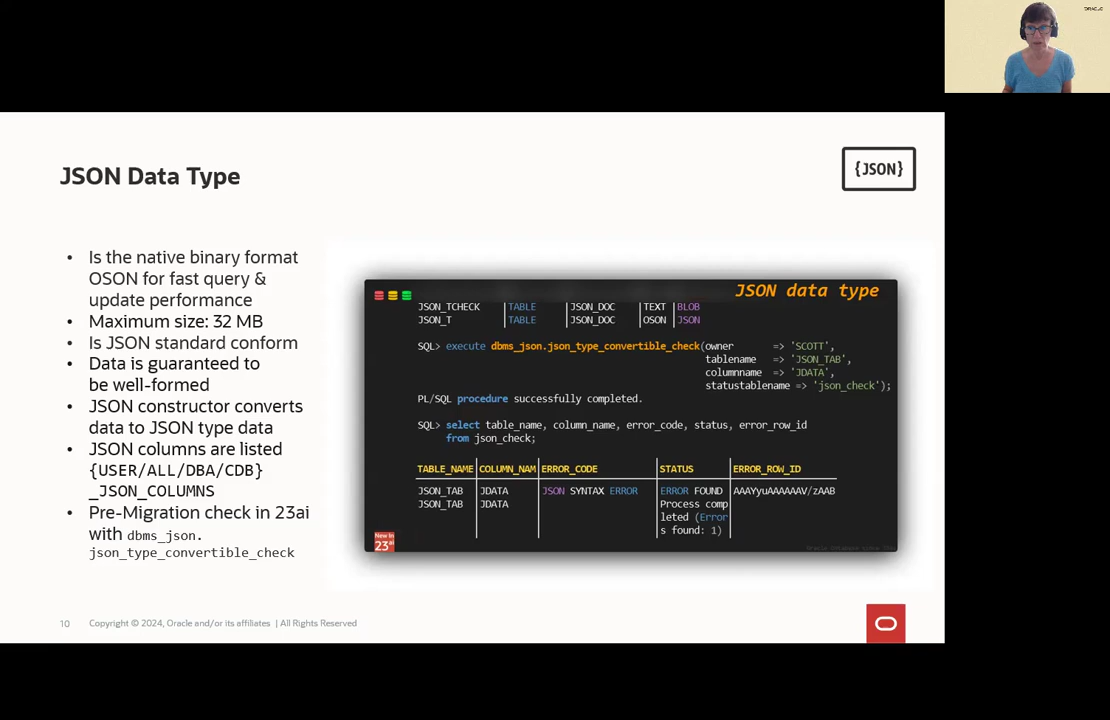 ORACLE
JSON Data Type
{JSON}
• Is the native binary format
OSON for fast query &
update performance
• Maximum size: 32 MB
• Is JSON standard conform
• Data is guaranteed to
be well-formed
• JSON constructor converts
data to JSON type data
• JSON columns are listed
{USER/ALL/DBA/CDB}
_JSON_COLUMNS
• Pre-Migration check in 23ai
with dbms_json.
json_type_convertible_check
JSON data type
JSON_TCHECK |TABLE |JSON_DOC |TEXT |BLOB
JSON_T |TABLE |JSON_DOC |OSON |JSON
SQL> execute dbms_json.json_type_convertible_check(owner => 'SCOTT',
tablename => 'JSON_TAB',
columnname => 'JDATA',
statustablename => 'json_check');
PL/SQL procedure successfully completed.
SQL> select table_name, column_name, error_code, status, error_row_id
from json_check;
TABLE_NAME |COLUMN_NAM|ERROR_CODE |STATUS |ERROR_ROW_ID
JSON_TAB |JDATA |JSON SYNTAX ERROR |ERROR FOUND |AAAYyuAAAAAAV/zAAB
JSON_TAB |JDATA | |Process comp|
leted (Error|
s found: 1) |
New in
23ai
10 Copyright © 2024, Oracle and/or its affiliates | All Rights Reserved